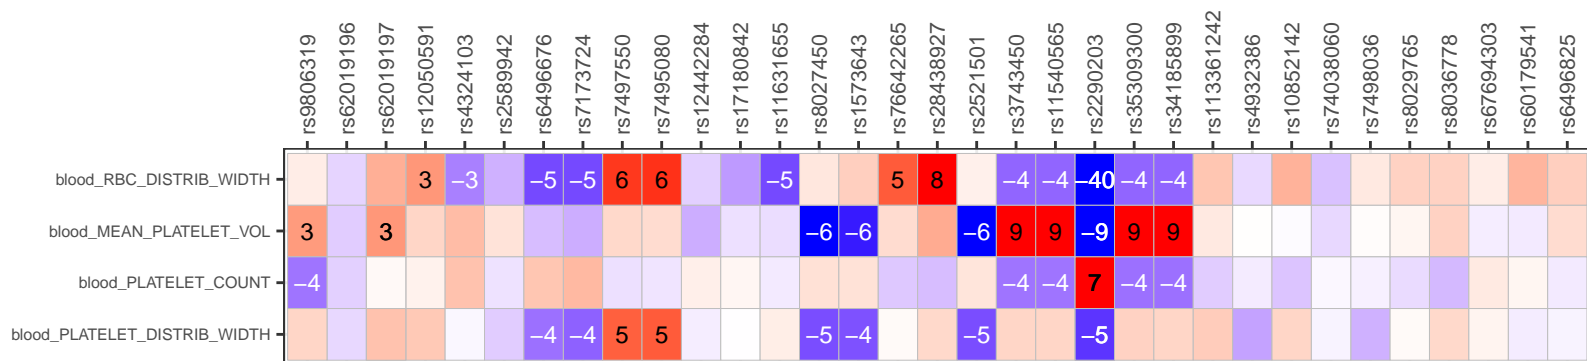 rs9806319 rs62019196 rs62019197 rs12050591 rs4324103 rs2589942 rs6496676 rs7173724 rs7497550 rs7495080 rs12442284 rs17180842 rs11631655 rs8027450 rs1573643 rs76642265 rs28438927 rs2521501 rs3743450 rs11540565 rs2290203 rs35309300 rs34185899 rs113361242 rs4932386 rs10852142 rs74038060 rs7498036 rs8029765 rs8036778 rs67694303 rs60179541 rs6496825
blood_RBC_DISTRIB_WIDTH 3 −3 −5 −5 6 6 −5 5 8 −4 −4 −40 −4 −4
blood_MEAN_PLATELET_VOL 3 3 −6 −6 −6 9 9 −9 9 9
blood_PLATELET_COUNT −4 −4 −4 7 −4 −4
blood_PLATELET_DISTRIB_WIDTH −4 −4 5 5 −5 −4 −5 −5